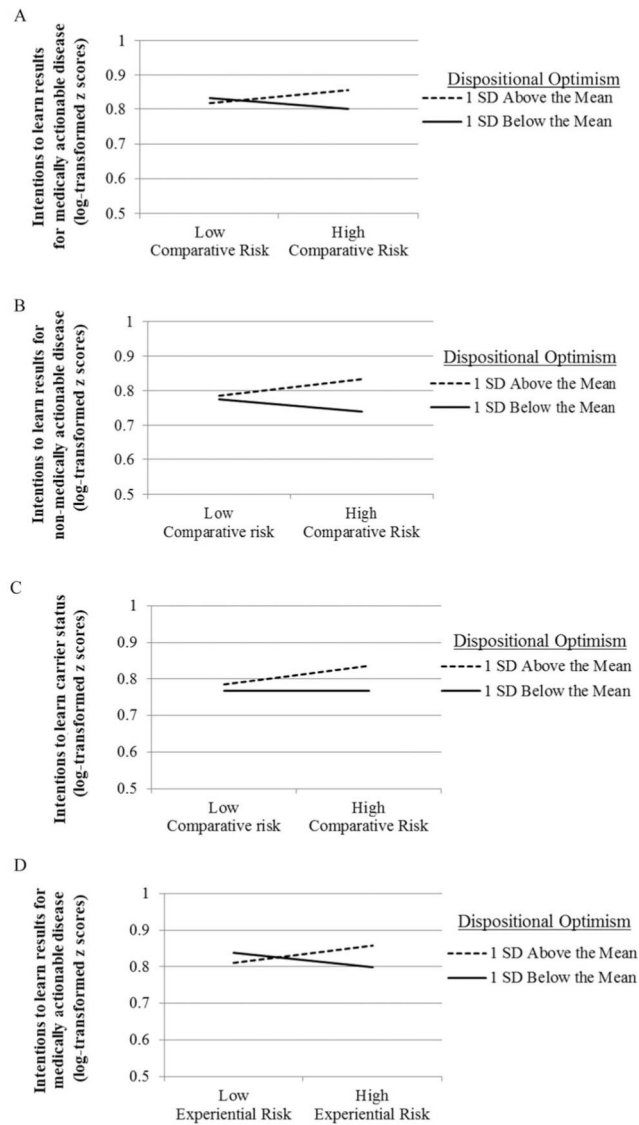 A
Intentions to learn results
for medically actionable disease
(log-transformed z scores)
1
0.9
0.8
0.7
0.6
0.5
Low
Comparative Risk
High
Comparative Risk
Dispositional Optimism
1 SD Above the Mean
1 SD Below the Mean
B
Intentions to learn results for
non-medically actionable disease
(log-transformed z scores)
1
0.9
0.8
0.7
0.6
0.5
Low
Comparative risk
High
Comparative Risk
Dispositional Optimism
1 SD Above the Mean
1 SD Below the Mean
C
Intentions to learn carrier status
(log-transformed z scores)
1
0.9
0.8
0.7
0.6
0.5
Low
Comparative risk
High
Comparative Risk
Dispositional Optimism
1 SD Above the Mean
1 SD Below the Mean
D
Intentions to learn results for
medically actionable disease
(log-transformed z scores)
1
0.9
0.8
0.7
0.6
0.5
Low
Experiential Risk
High
Experiential Risk
Dispositional Optimism
1 SD Above the Mean
1 SD Below the Mean